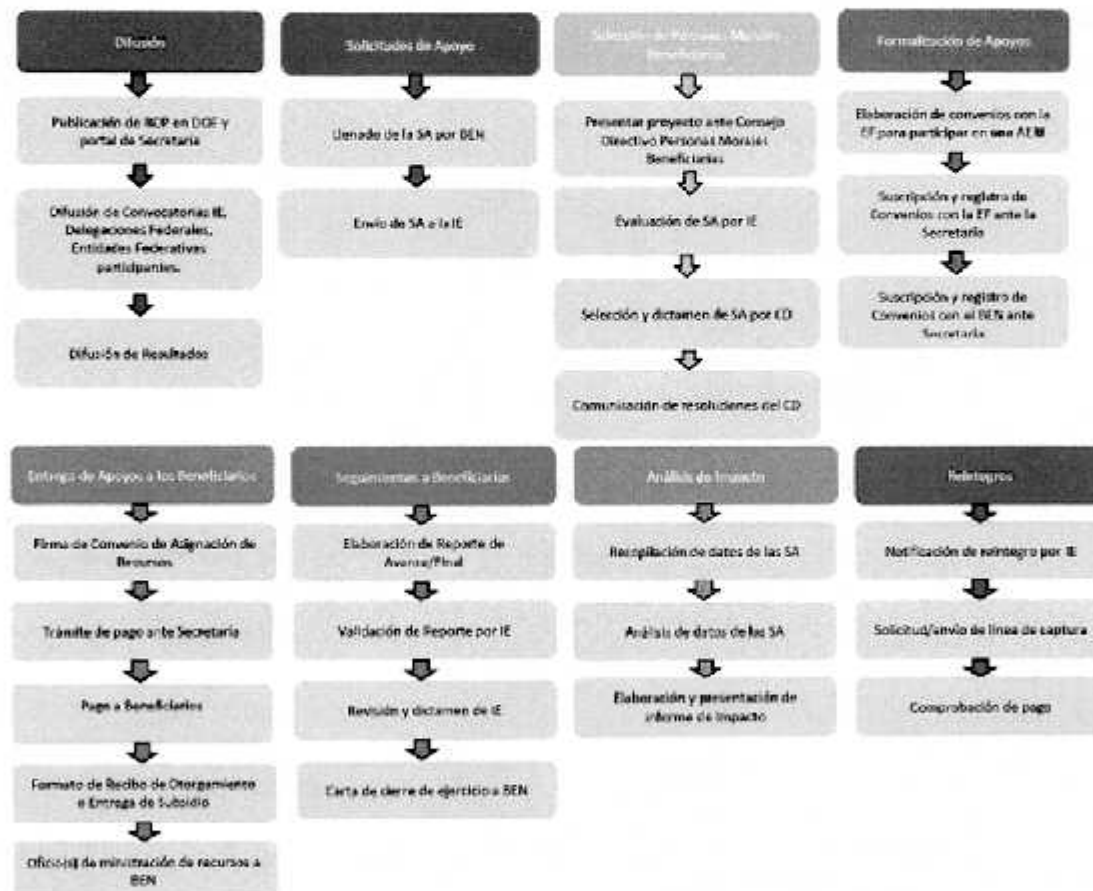 Difusión
Publicación de ROP en DOF y
portal de Secretaría
Difusión de Convocatorias IE,
Delegaciones Federales,
Entidades Federativas
participantes.
Difusión de Resultados
Solicitudes de Apoyo
Llenado de la SA por BEN
Envío de SA a la IE
Selección de Personas Morales
Beneficiarias
Presentar proyecto ante Consejo
Directivo Personas Morales
Beneficiarias
Evaluación de SA por IE
Selección y dictamen de SA por CD
Comunicación de resoluciones del CD
Formalización de Apoyos
Elaboración de convenios con la
EF para participar en una AEM
Suscripción y registro de
Convenios con la EF ante la
Secretaría
Suscripción y registro de
Convenios con el BEN ante
Secretaría
Entrega de Apoyos a los Beneficiarios
Firma de Convenio de Asignación de
Recursos
Trámite de pago ante Secretaría
Pago a Beneficiarios
Formato de Recibo de Otorgamiento
o Entrega de Subsidio
Oficio(s) de ministración de recursos a
BEN
Seguimientos a Beneficiarios
Elaboración de Reporte de
Avance/Final
Validación de Reporte por IE
Revisión y dictamen de IE
Carta de cierre de ejercicio a BEN
Análisis de Impacto
Recopilación de datos de las SA
Análisis de datos de las SA
Elaboración y presentación de
informe de Impacto
Reintegros
Notificación de reintegro por IE
Solicitud/envío de línea de captura
Comprobación de pago